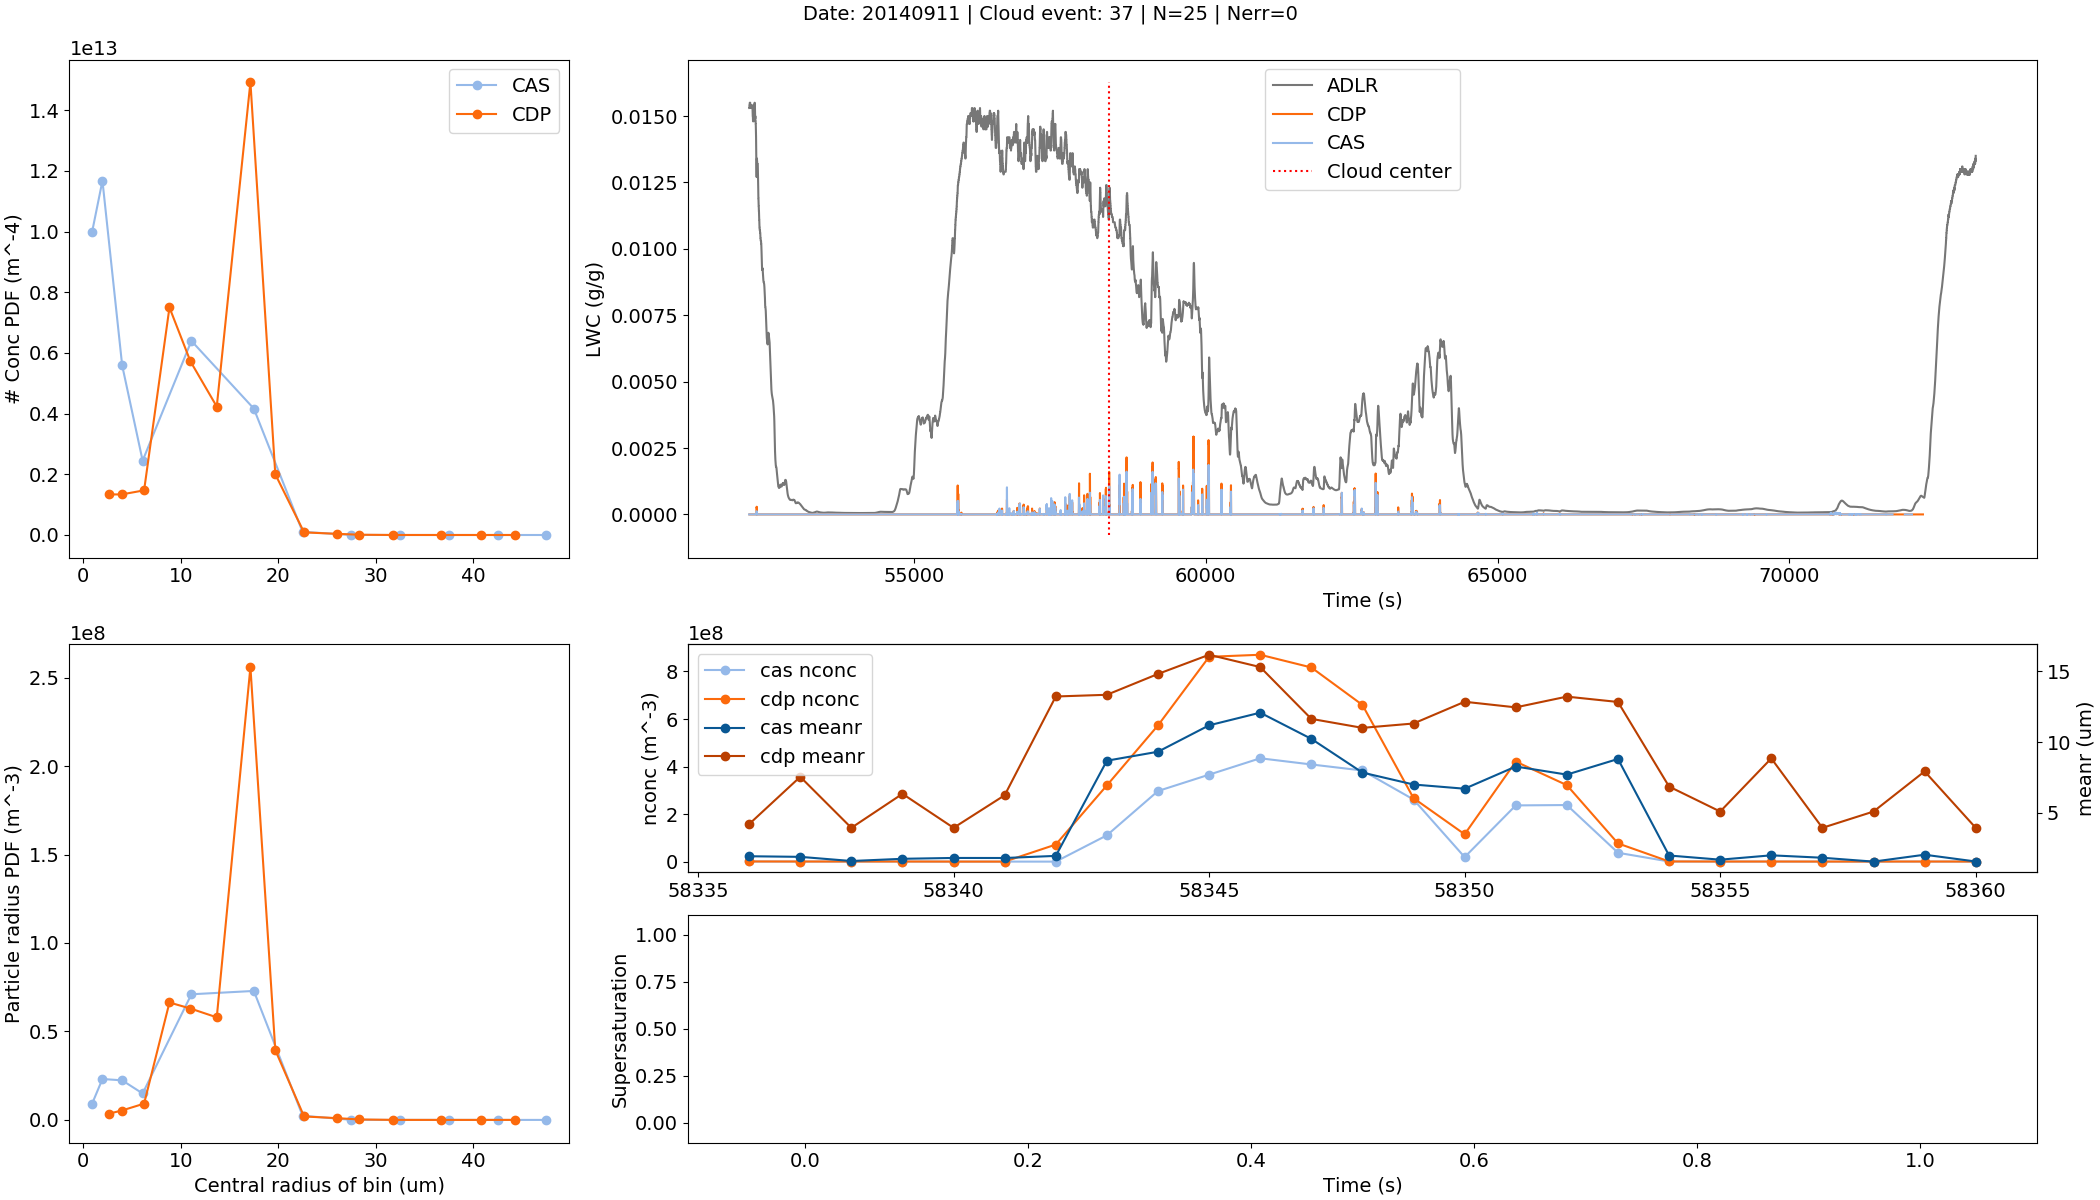 Date: 20140911 | Cloud event: 37 | N=25 | Nerr=0
1e13
# Conc PDF (m^-4)
1.4
1.2
1.0
0.8
0.6
0.4
0.2
0.0
0 10 20 30 40
CAS
CDP
LWC (g/g)
0.0150
0.0125
0.0100
0.0075
0.0050
0.0025
0.0000
55000 60000 65000 70000
Time (s)
ADLR
CDP
CAS
Cloud center
1e8
Particle radius PDF (m^-3)
2.5
2.0
1.5
1.0
0.5
0.0
0 10 20 30 40
Central radius of bin (um)
1e8
nconc (m^-3)
8
6
4
2
0
58335 58340 58345 58350 58355 58360
cas nconc
cdp nconc
cas meanr
cdp meanr
15
10
5
meanr (um)
Supersaturation
1.00
0.75
0.50
0.25
0.00
0.0 0.2 0.4 0.6 0.8 1.0
Time (s)